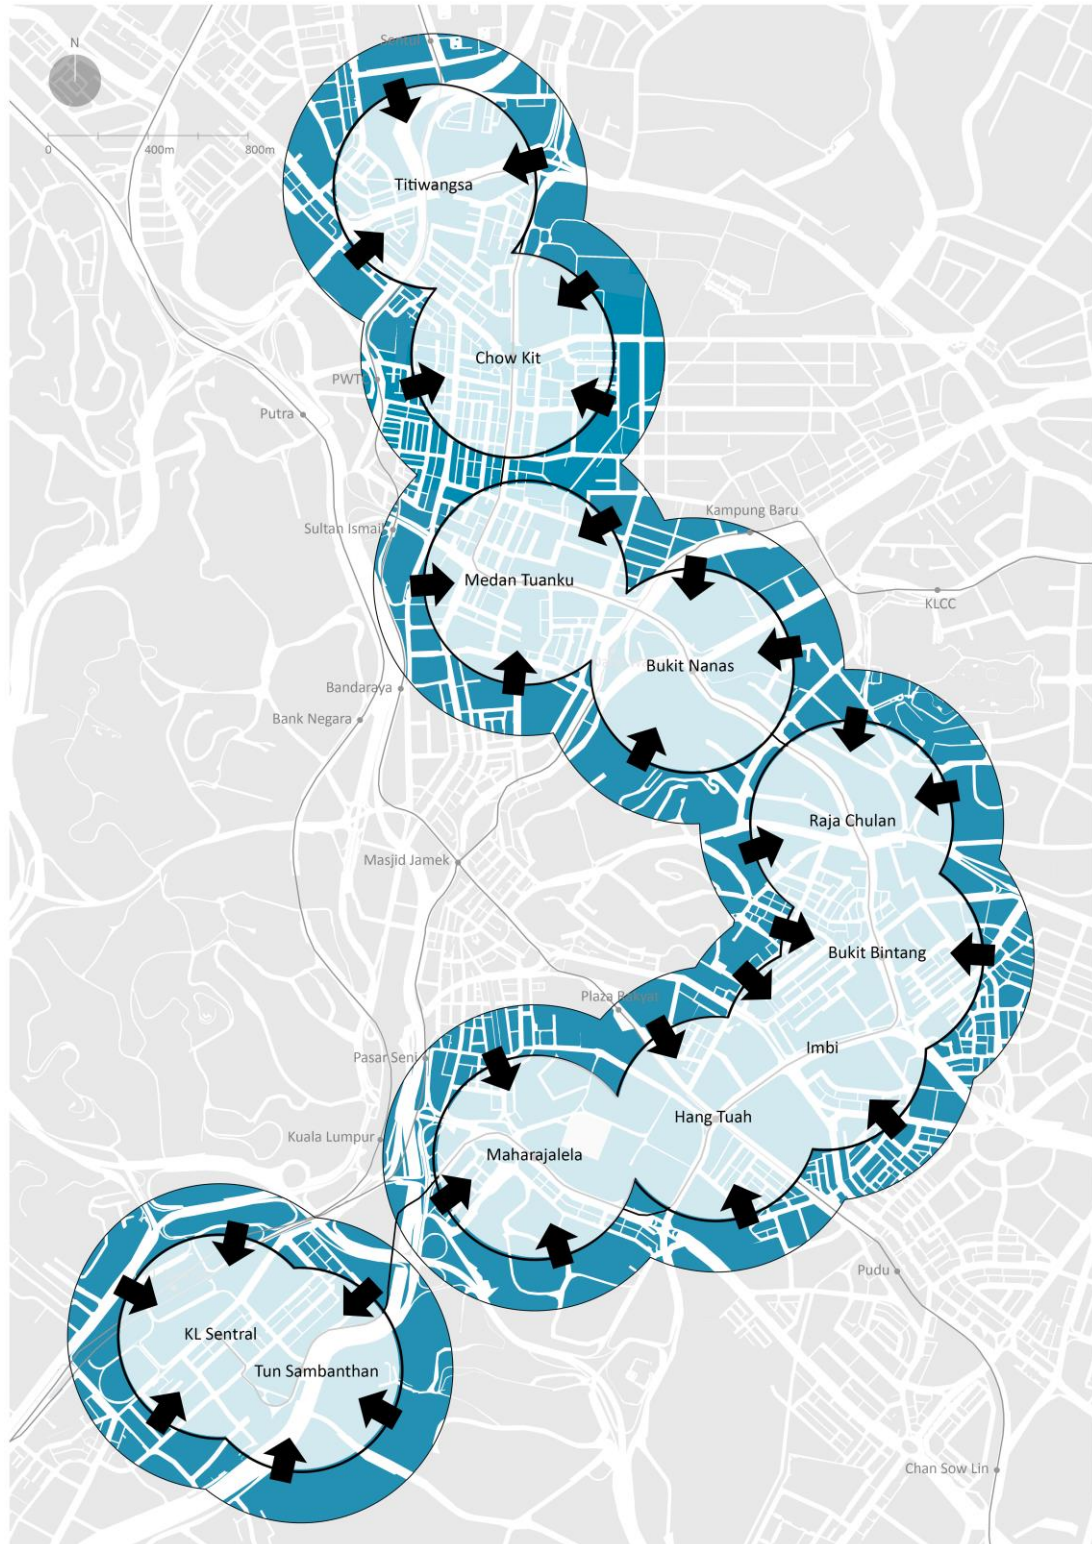 Sentul
N
0 400m 800m
Titiwangsa
Chow Kit
PWTC
Putra
Kampung Baru
Sultan Ismail
Medan Tuanku
KLCC
Bukit Nanas
Bandaraya
Bank Negara
Raja Chulan
Masjid Jamek
Bukit Bintang
Plaza Rakyat
Imbi
Pasar Seni
Hang Tuah
Kuala Lumpur
Maharajalela
Pudu
KL Sentral
Tun Sambanthan
Chan Sow Lin